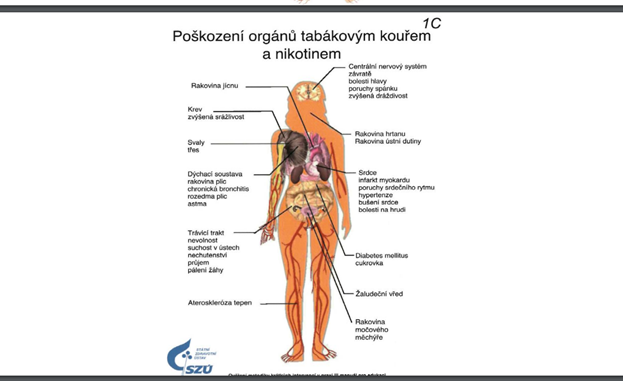 1C
Poškození orgánů tabákovým kouřem
a nikotinem
Centrální nervový systém
závratě
bolesti hlavy
poruchy spánku
zvýšená dráždivost
Rakovina jícnu
Krev
zvýšená srážlivost
Rakovina hrtanu
Rakovina ústní dutiny
Svaly
třes
Dýchací soustava
rakovina plic
chronická bronchitis
rozedma plic
astma
Srdce
infarkt myokardu
poruchy srdečního rytmu
hypertenze
bušení srdce
bolesti na hrudi
Trávicí trakt
nevolnost
suchost v ústech
nechutenství
průjem
pálení žáhy
Diabetes mellitus
cukrovka
Žaludeční vřed
Ateroskleróza tepen
Rakovina
močového
měchýře
STÁTNÍ
ZDRAVOTNÍ
ÚSTAV
SZÚ